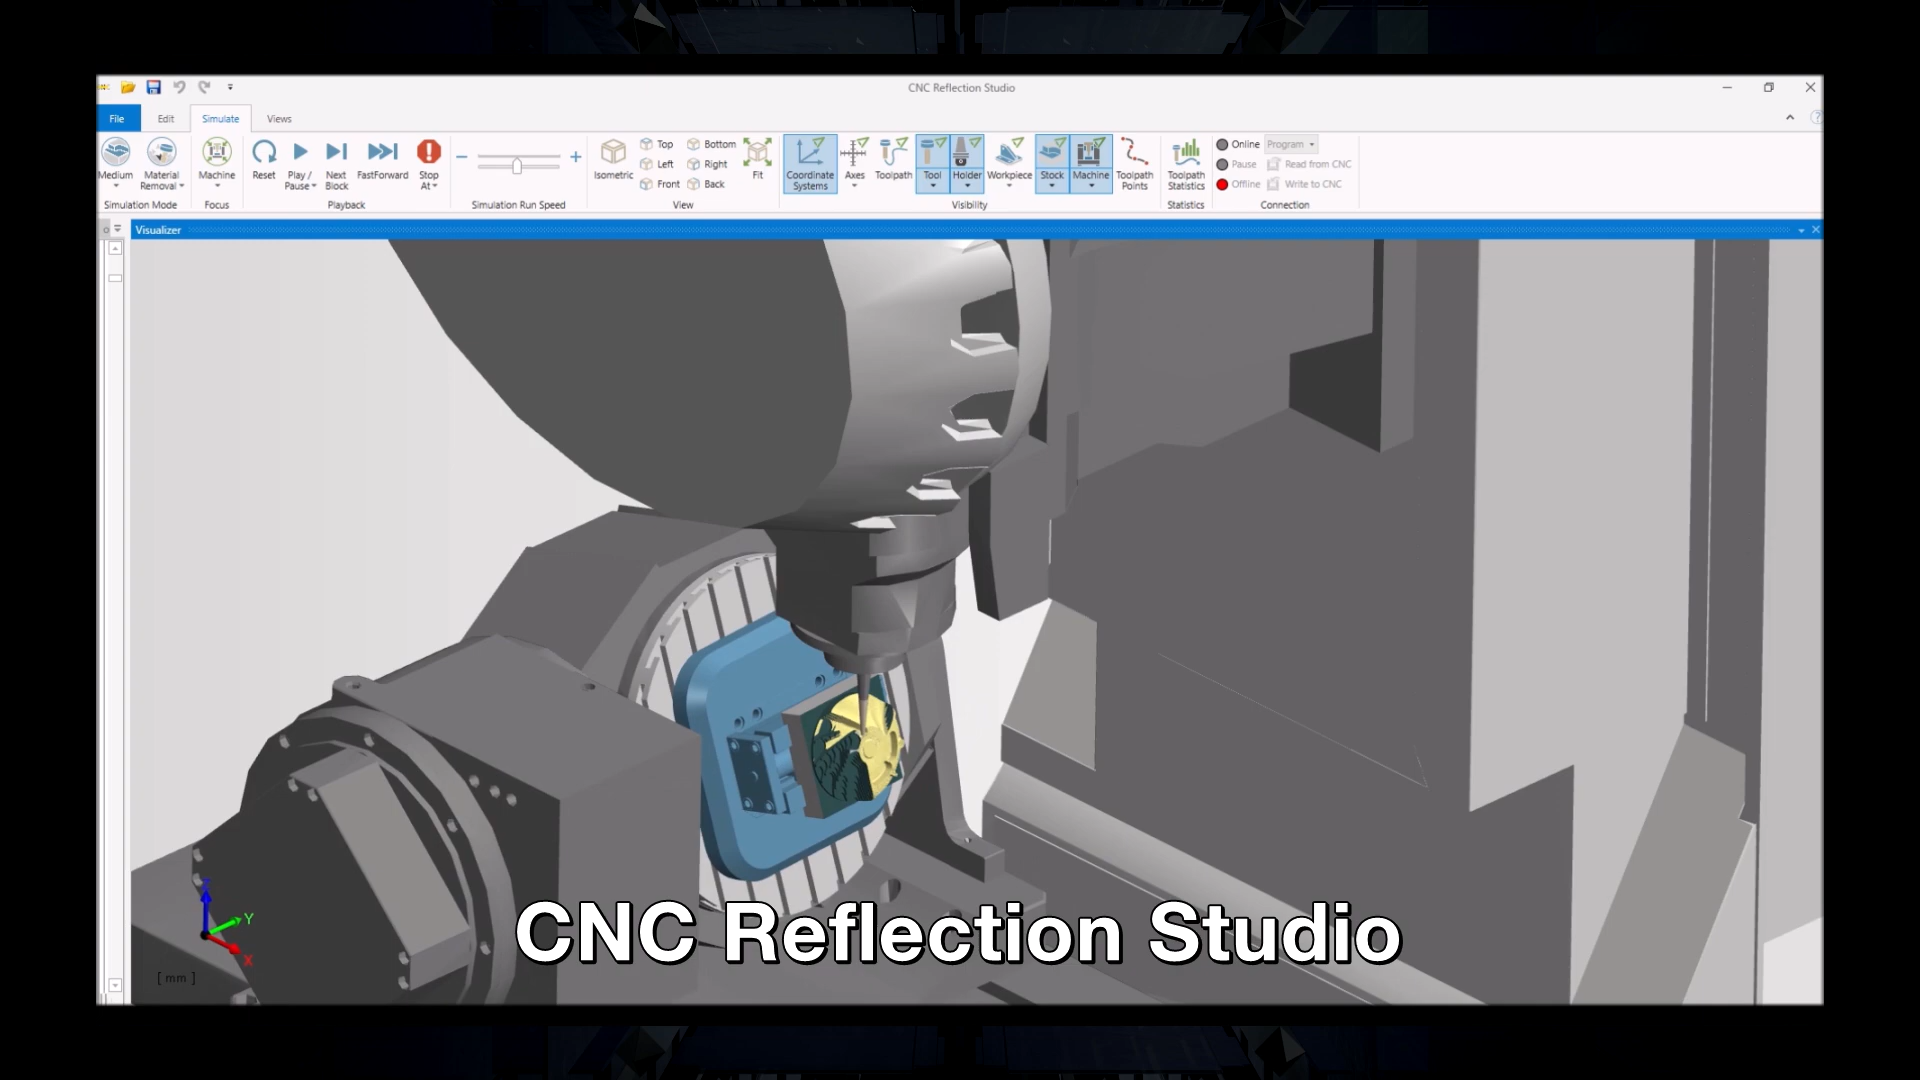 CNC Reflection Studio
File Edit Simulate Views
Medium
Material Removal
Machine
Reset
Play / Pause
Next Block
FastForward
Stop At
Isometric
Top
Left
Front
Bottom
Right
Back
Fit
Coordinate Systems
Axes
Toolpath
Tool
Holder
Workpiece
Stock
Machine
Toolpath Points
Toolpath Statistics
Online
Pause
Offline
Program
Read from CNC
Write to CNC
Simulation Mode
Focus
Playback
Simulation Run Speed
View
Visibility
Statistics
Connection
Visualizer
Z
Y
X
[ mm ]
CNC Reflection Studio